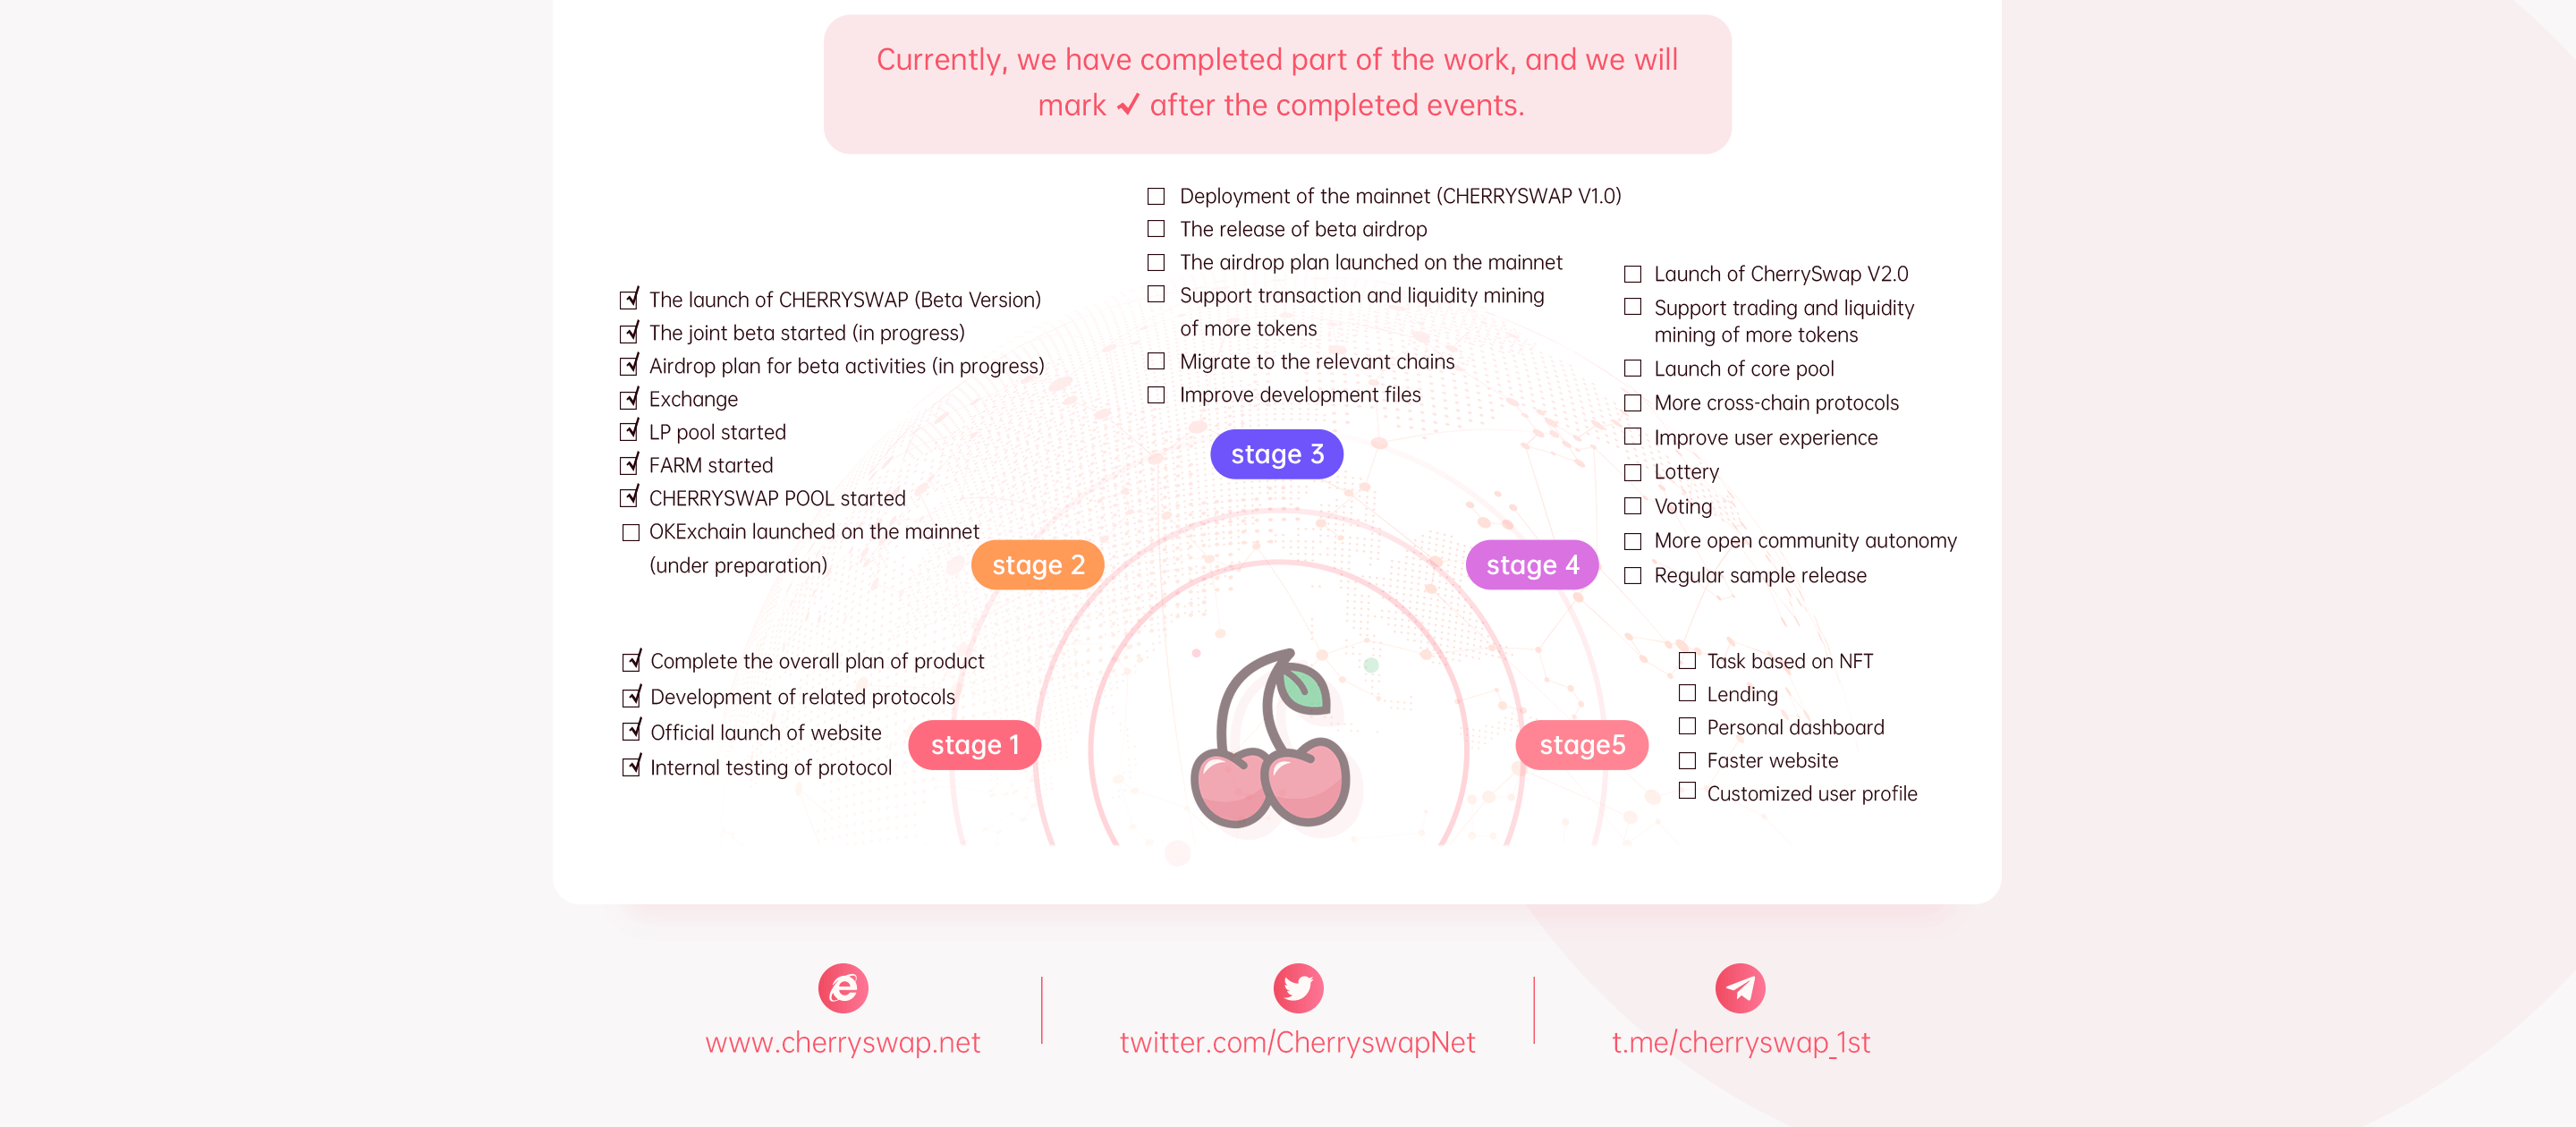 Currently, we have completed part of the work, and we will
mark ✓ after the completed events.
The launch of CHERRYSWAP (Beta Version)
The joint beta started (in progress)
Airdrop plan for beta activities (in progress)
Exchange
LP pool started
FARM started
CHERRYSWAP POOL started
OKExchain launched on the mainnet
(under preparation)
stage 2
Complete the overall plan of product
Development of related protocols
Official launch of website
Internal testing of protocol
stage 1
Deployment of the mainnet (CHERRYSWAP V1.0)
The release of beta airdrop
The airdrop plan launched on the mainnet
Support transaction and liquidity mining
of more tokens
Migrate to the relevant chains
Improve development files
stage 3
Launch of CherrySwap V2.0
Support trading and liquidity
mining of more tokens
Launch of core pool
More cross-chain protocols
Improve user experience
Lottery
Voting
More open community autonomy
Regular sample release
stage 4
Task based on NFT
Lending
Personal dashboard
Faster website
Customized user profile
stage5
www.cherryswap.net
twitter.com/CherryswapNet
t.me/cherryswap_1st